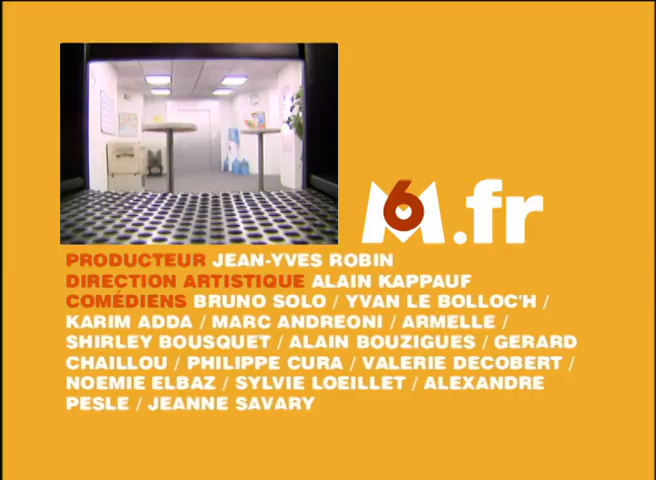 M6.fr
PRODUCTEUR JEAN-YVES ROBIN
DIRECTION ARTISTIQUE ALAIN KAPPAUF
COMÉDIENS BRUNO SOLO / YVAN LE BOLLOC'H /
KARIM ADDA / MARC ANDREONI / ARMELLE /
SHIRLEY BOUSQUET / ALAIN BOUZIGUES / GERARD
CHAILLOU / PHILIPPE CURA / VALERIE DECOBERT /
NOEMIE ELBAZ / SYLVIE LOEILLET / ALEXANDRE
PESLE / JEANNE SAVARY